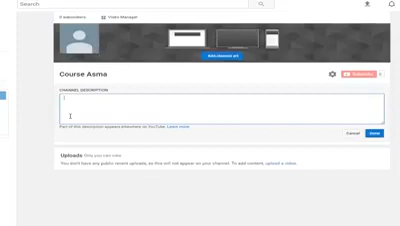 Search
0 subscribers Video Manager
Add channel art
Course Asma
Subscribe 0
CHANNEL DESCRIPTION
Part of this description appears elsewhere on YouTube. Learn more
Cancel Done
Uploads Only you can see
You don't have any public recent uploads, so this will not appear on your channel. To add content, upload a video.